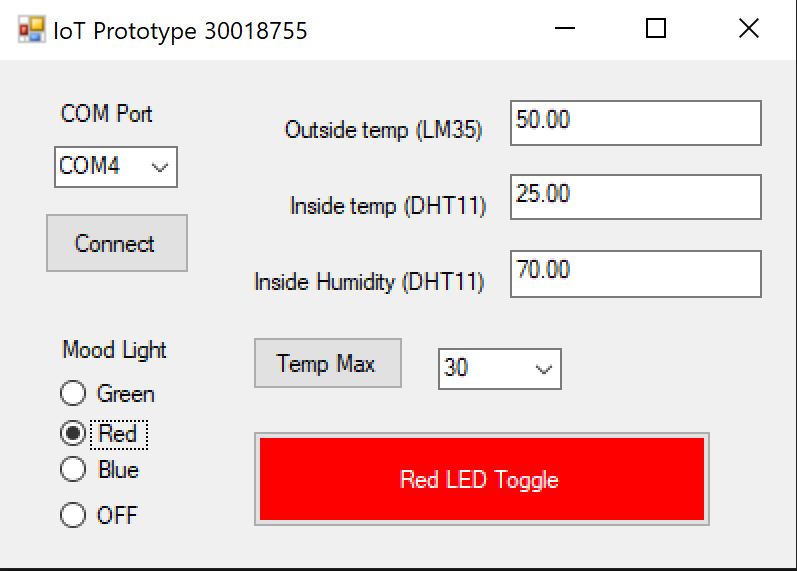 IoT Prototype 30018755
COM Port
COM4
Connect
Outside temp (LM35) 50.00
Inside temp (DHT11) 25.00
Inside Humidity (DHT11) 70.00
Mood Light
Green
Red
Blue
OFF
Temp Max 30
Red LED Toggle